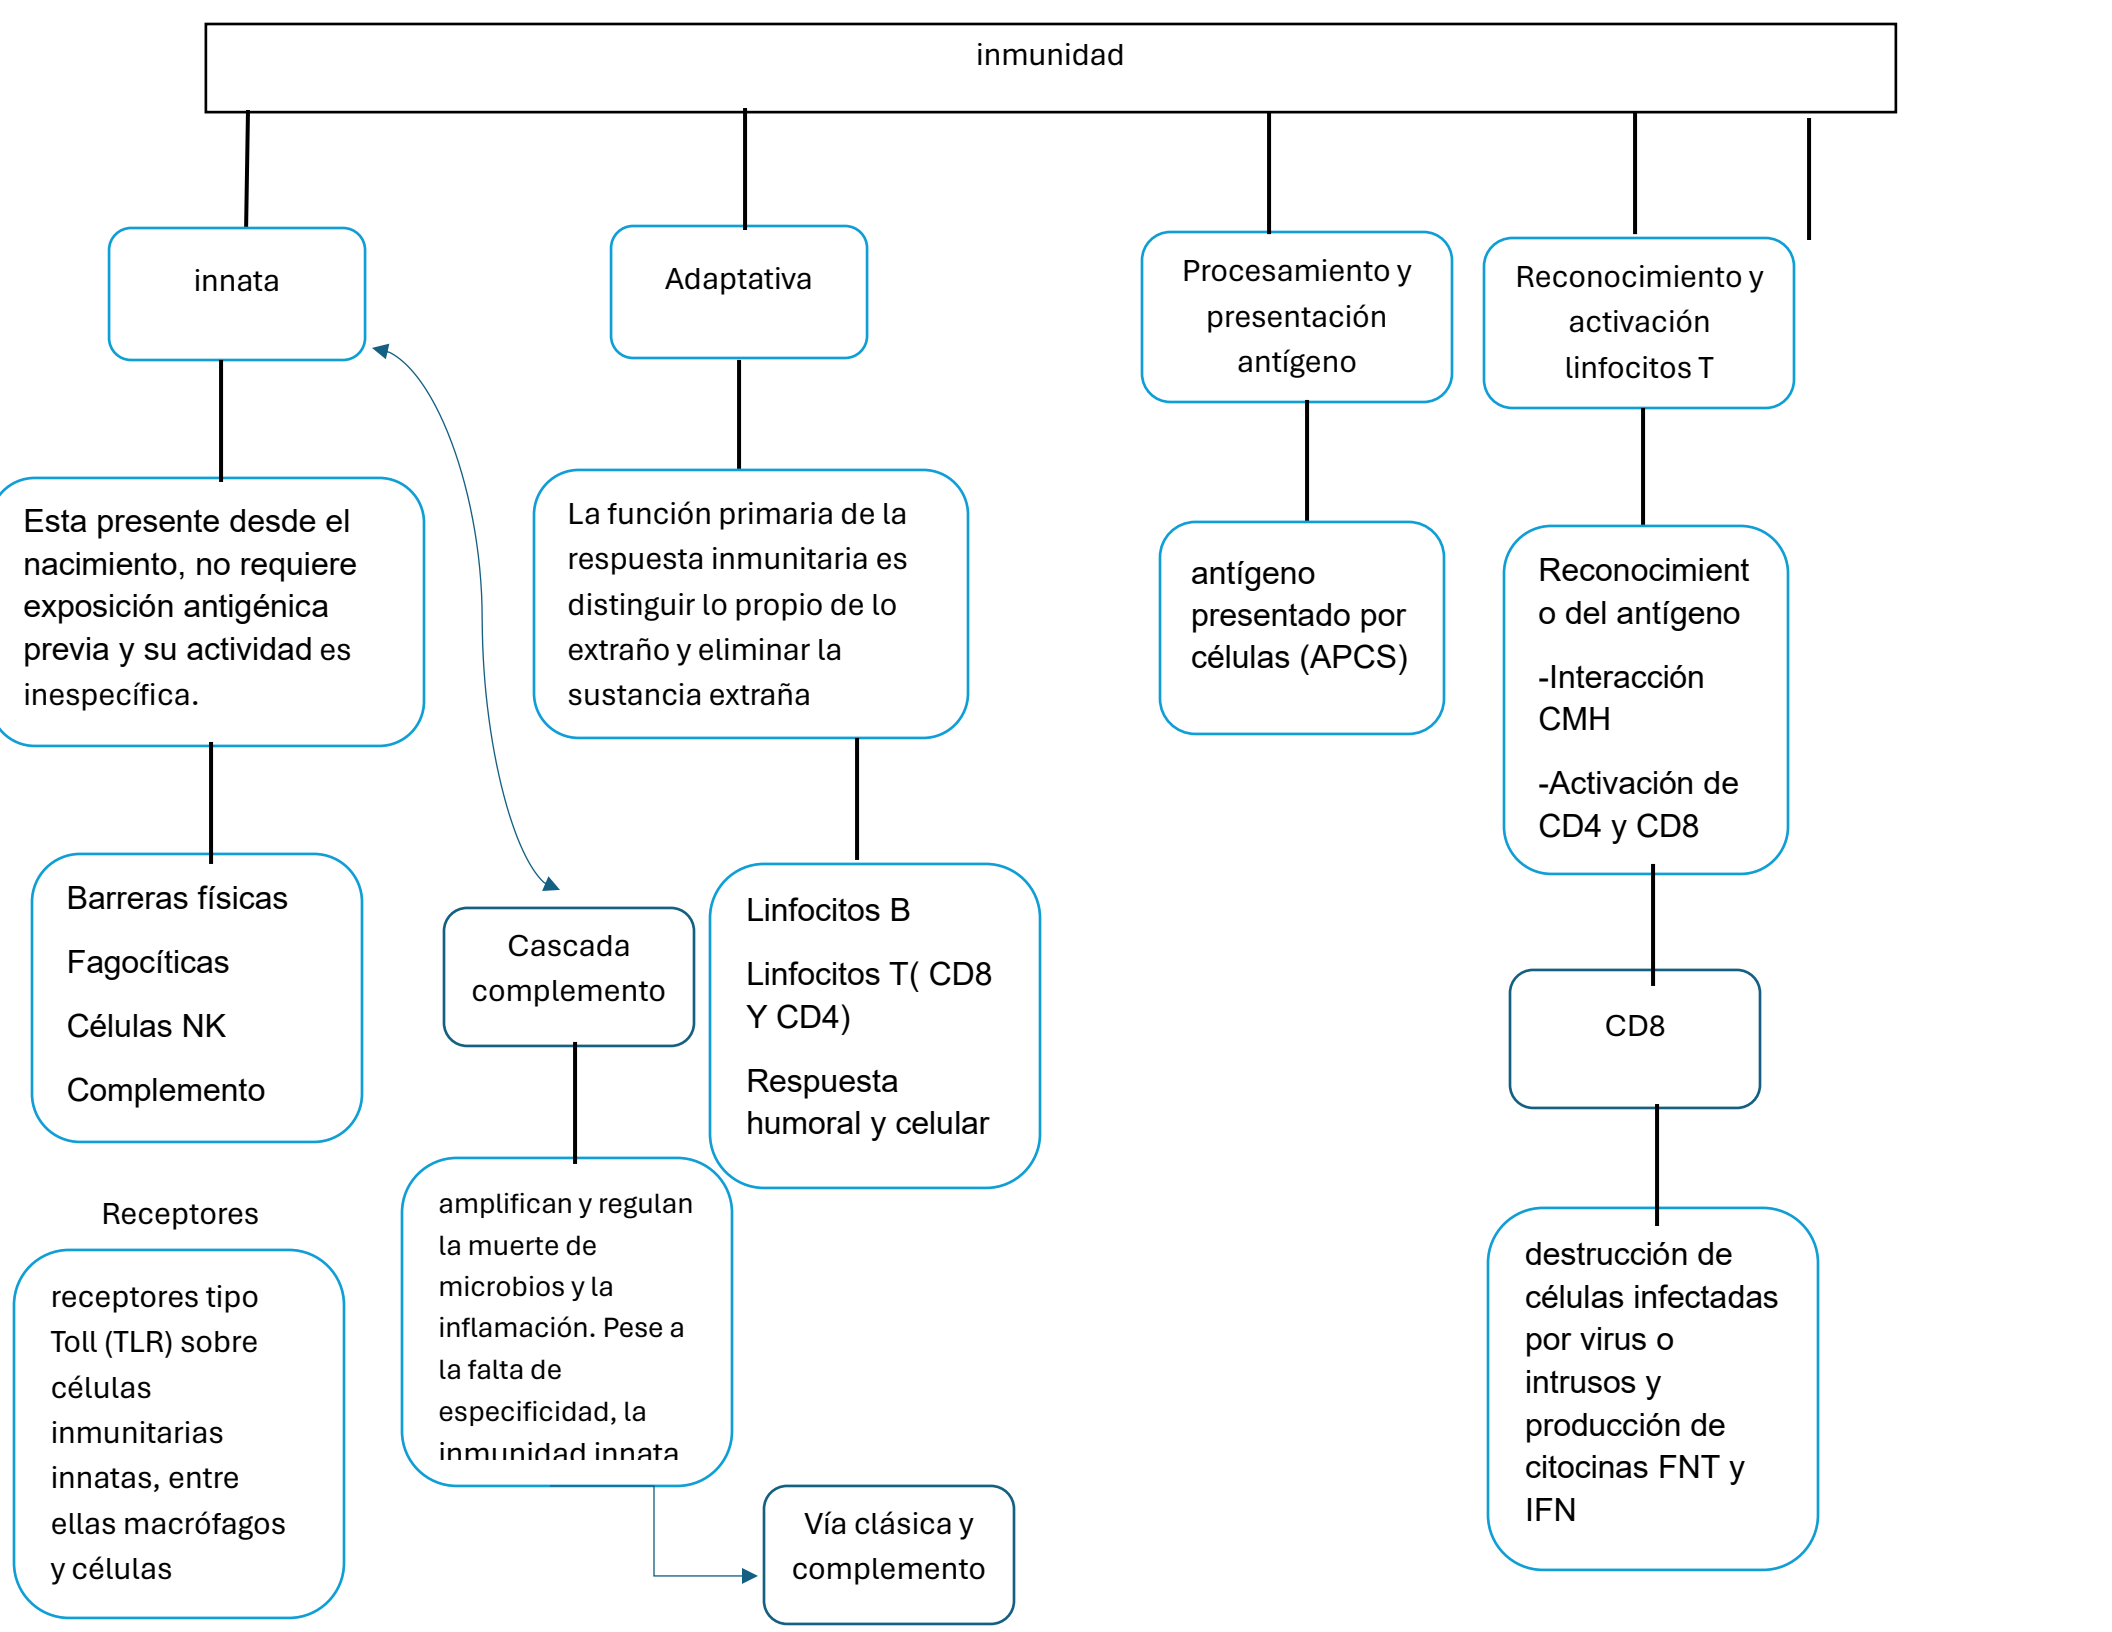 inmunidad
innata
Adaptativa
Procesamiento y
presentación
antígeno
Reconocimiento y
activación
linfocitos T
Esta presente desde el
nacimiento, no requiere
exposición antigénica
previa y su actividad es
inespecífica.
La función primaria de la
respuesta inmunitaria es
distinguir lo propio de lo
extraño y eliminar la
sustancia extraña
antígeno
presentado por
células (APCS)
Reconocimient
o del antígeno
-Interacción
CMH
-Activación de
CD4 y CD8
Barreras físicas
Fagocíticas
Células NK
Complemento
Cascada
complemento
Linfocitos B
Linfocitos T( CD8
Y CD4)
Respuesta
humoral y celular
CD8
Receptores
receptores tipo
Toll (TLR) sobre
células
inmunitarias
innatas, entre
ellas macrófagos
y células
amplifican y regulan
la muerte de
microbios y la
inflamación. Pese a
la falta de
especificidad, la
inmunidad innata
Vía clásica y
complemento
destrucción de
células infectadas
por virus o
intrusos y
producción de
citocinas FNT y
IFN